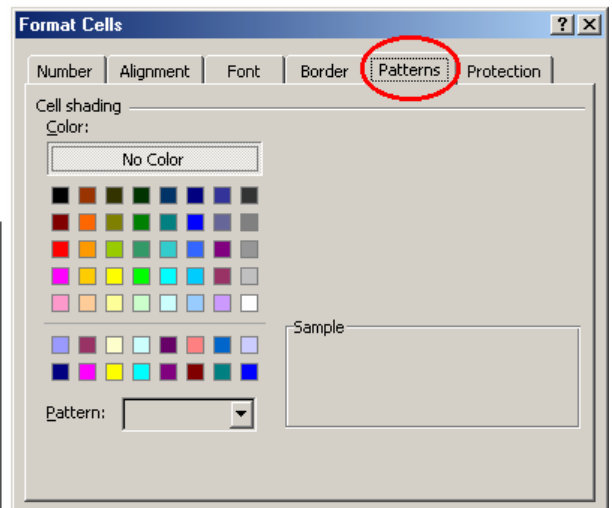 Format Cells ? ×
Number Alignment Font Border Patterns Protection
Cell shading
Color:
No Color
Sample
Pattern: